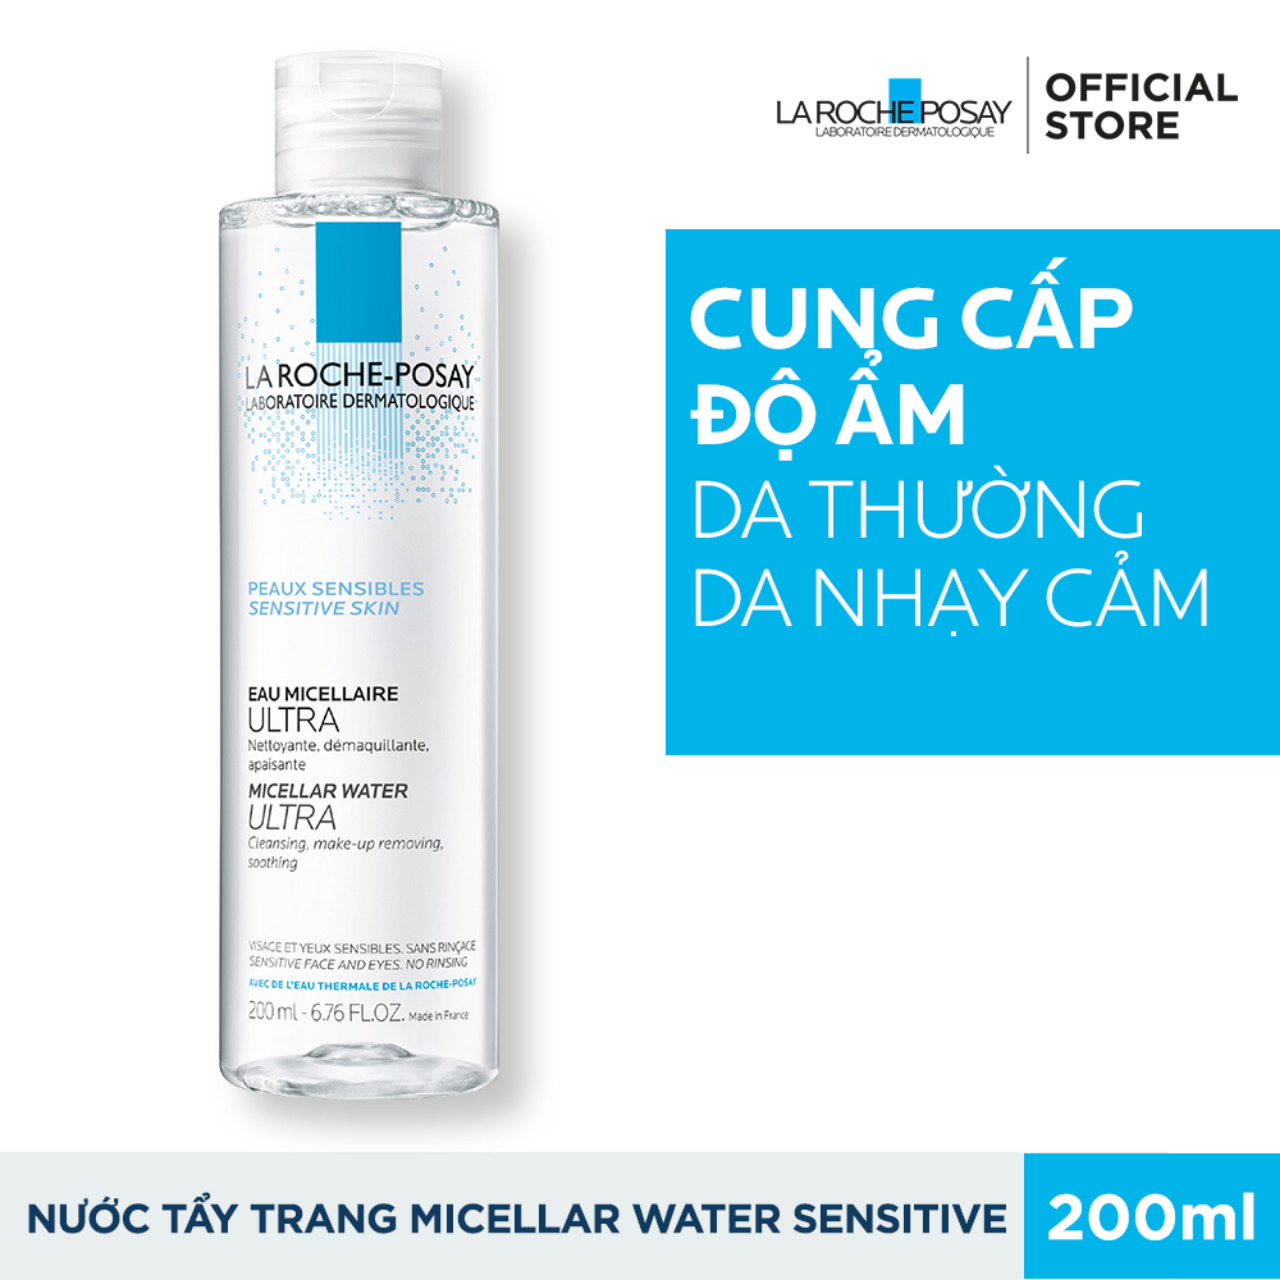 LA ROCHE POSAY
LABORATOIRE DERMATOLOGIQUE
OFFICIAL
STORE
CUNG CẤP
ĐỘ ẨM
DA THƯỜNG
DA NHẠY CẢM
LA ROCHE-POSAY
LABORATOIRE DERMATOLOGIQUE
PEAUX SENSIBLES
SENSITIVE SKIN
EAU MICELLAIRE
ULTRA
Nettoyante, démaquillante,
apaisante
MICELLAR WATER
ULTRA
Cleansing, make-up removing,
soothing
VISAGE ET YEUX SENSIBLES. SANS RINÇAGE
SENSITIVE FACE AND EYES. NO RINSING
AVEC DE L'EAU THERMALE DE LA ROCHE-POSAY
200 ml - 6.76 FL.OZ. Made in France
NƯỚC TẨY TRANG MICELLAR WATER SENSITIVE
200ml